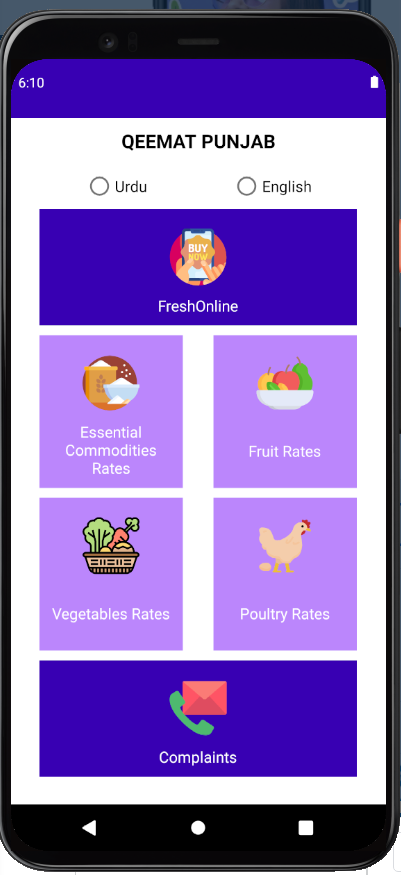 6:10
QEEMAT PUNJAB
Urdu
English
BUY
NOW
FreshOnline
Essential
Commodities
Rates
Fruit Rates
Vegetables Rates
Poultry Rates
Complaints